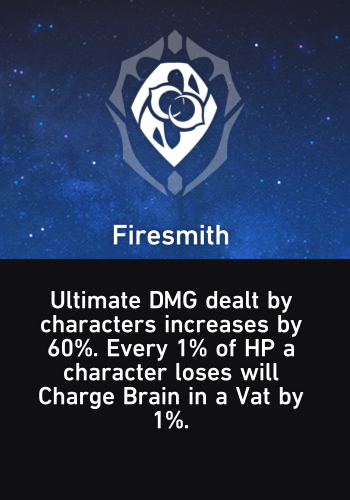 Firesmith
Ultimate DMG dealt by
characters increases by
60%. Every 1% of HP a
character loses will
Charge Brain in a Vat by
1%.